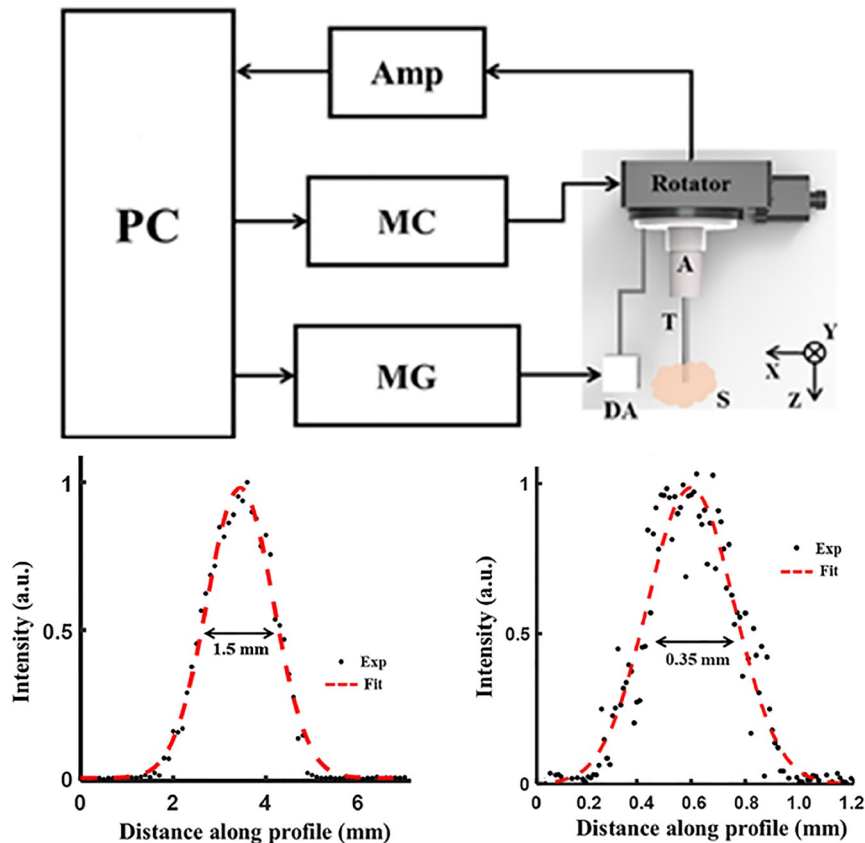 Amp
PC
MC
MG
Rotator
A
T
Y
X
Z
DA
S
Intensity (a.u.)
1
0.5
0
1.5 mm
Exp
Fit
0 2 4 6
Distance along profile (mm)
Intensity (a.u.)
1
0.5
0
0.35 mm
Exp
Fit
0 0.2 0.4 0.6 0.8 1.0 1.2
Distance along profile (mm)